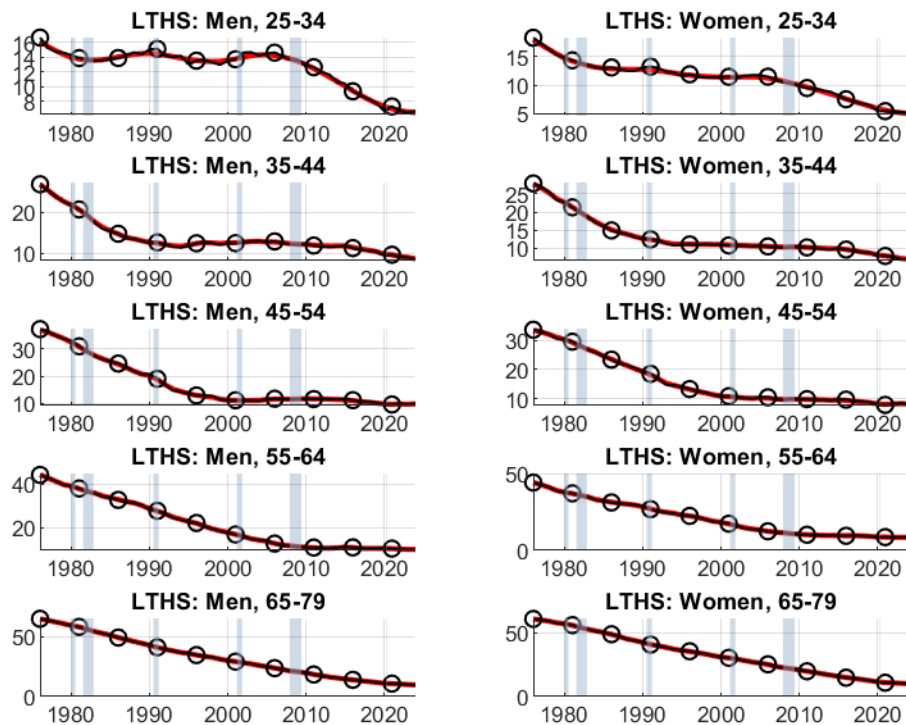 LTHS: Men, 25-34
16
14
12
10
8
1980 1990 2000 2010 2020
LTHS: Women, 25-34
15
10
5
1980 1990 2000 2010 2020
LTHS: Men, 35-44
20
10
1980 1990 2000 2010 2020
LTHS: Women, 35-44
25
20
15
10
1980 1990 2000 2010 2020
LTHS: Men, 45-54
30
20
10
1980 1990 2000 2010 2020
LTHS: Women, 45-54
30
20
10
1980 1990 2000 2010 2020
LTHS: Men, 55-64
40
20
1980 1990 2000 2010 2020
LTHS: Women, 55-64
50
0
1980 1990 2000 2010 2020
LTHS: Men, 65-79
50
0
1980 1990 2000 2010 2020
LTHS: Women, 65-79
50
0
1980 1990 2000 2010 2020